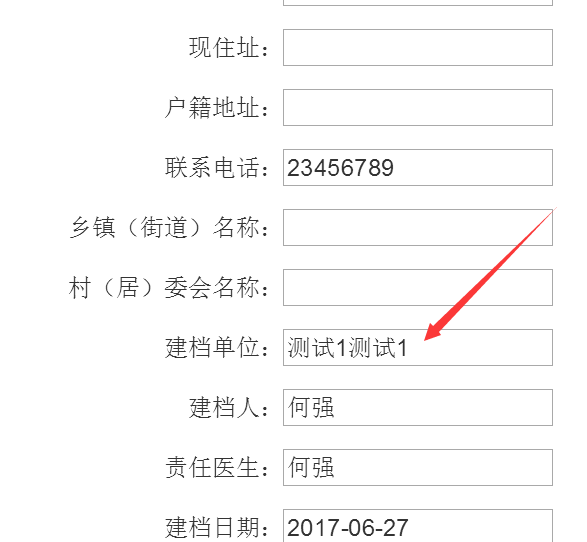 现住址：
户籍地址：
联系电话：23456789
乡镇（街道）名称：
村（居）委会名称：
建档单位：测试1测试1
建档人：何强
责任医生：何强
建档日期：2017-06-27